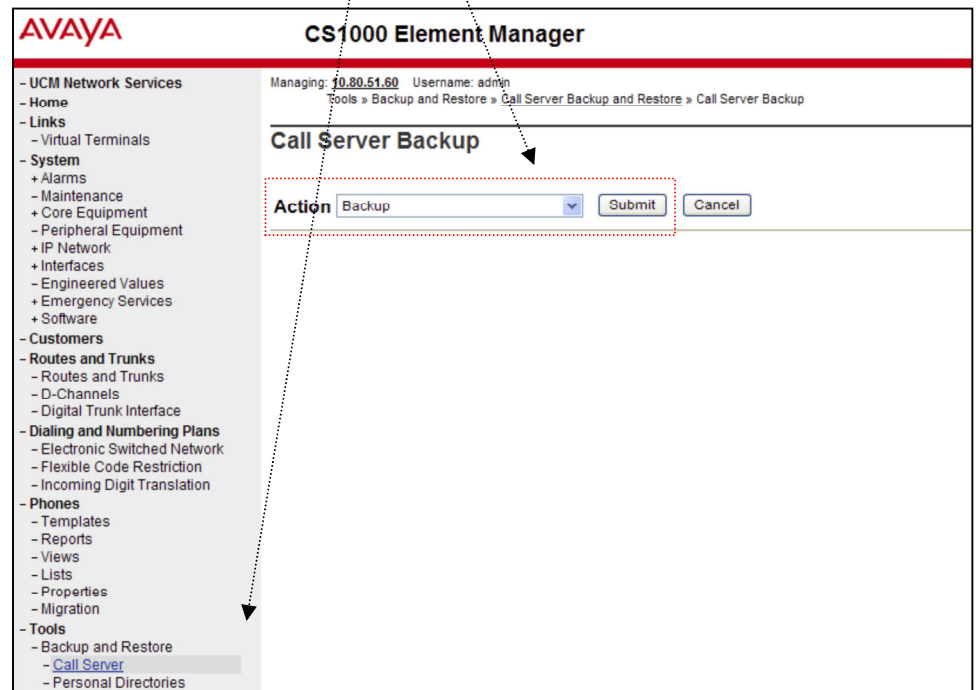 AVAYA
CS1000 Element Manager
– UCM Network Services
– Home
– Links
– Virtual Terminals
– System
+ Alarms
– Maintenance
+ Core Equipment
– Peripheral Equipment
+ IP Network
+ Interfaces
– Engineered Values
+ Emergency Services
+ Software
– Customers
– Routes and Trunks
– Routes and Trunks
– D-Channels
– Digital Trunk Interface
– Dialing and Numbering Plans
– Electronic Switched Network
– Flexible Code Restriction
– Incoming Digit Translation
– Phones
– Templates
– Reports
– Views
– Lists
– Properties
– Migration
– Tools
– Backup and Restore
– Call Server
– Personal Directories
Managing: 10.80.51.60 Username: admin
Tools » Backup and Restore » Call Server Backup and Restore » Call Server Backup
Call Server Backup
Action Backup Submit Cancel